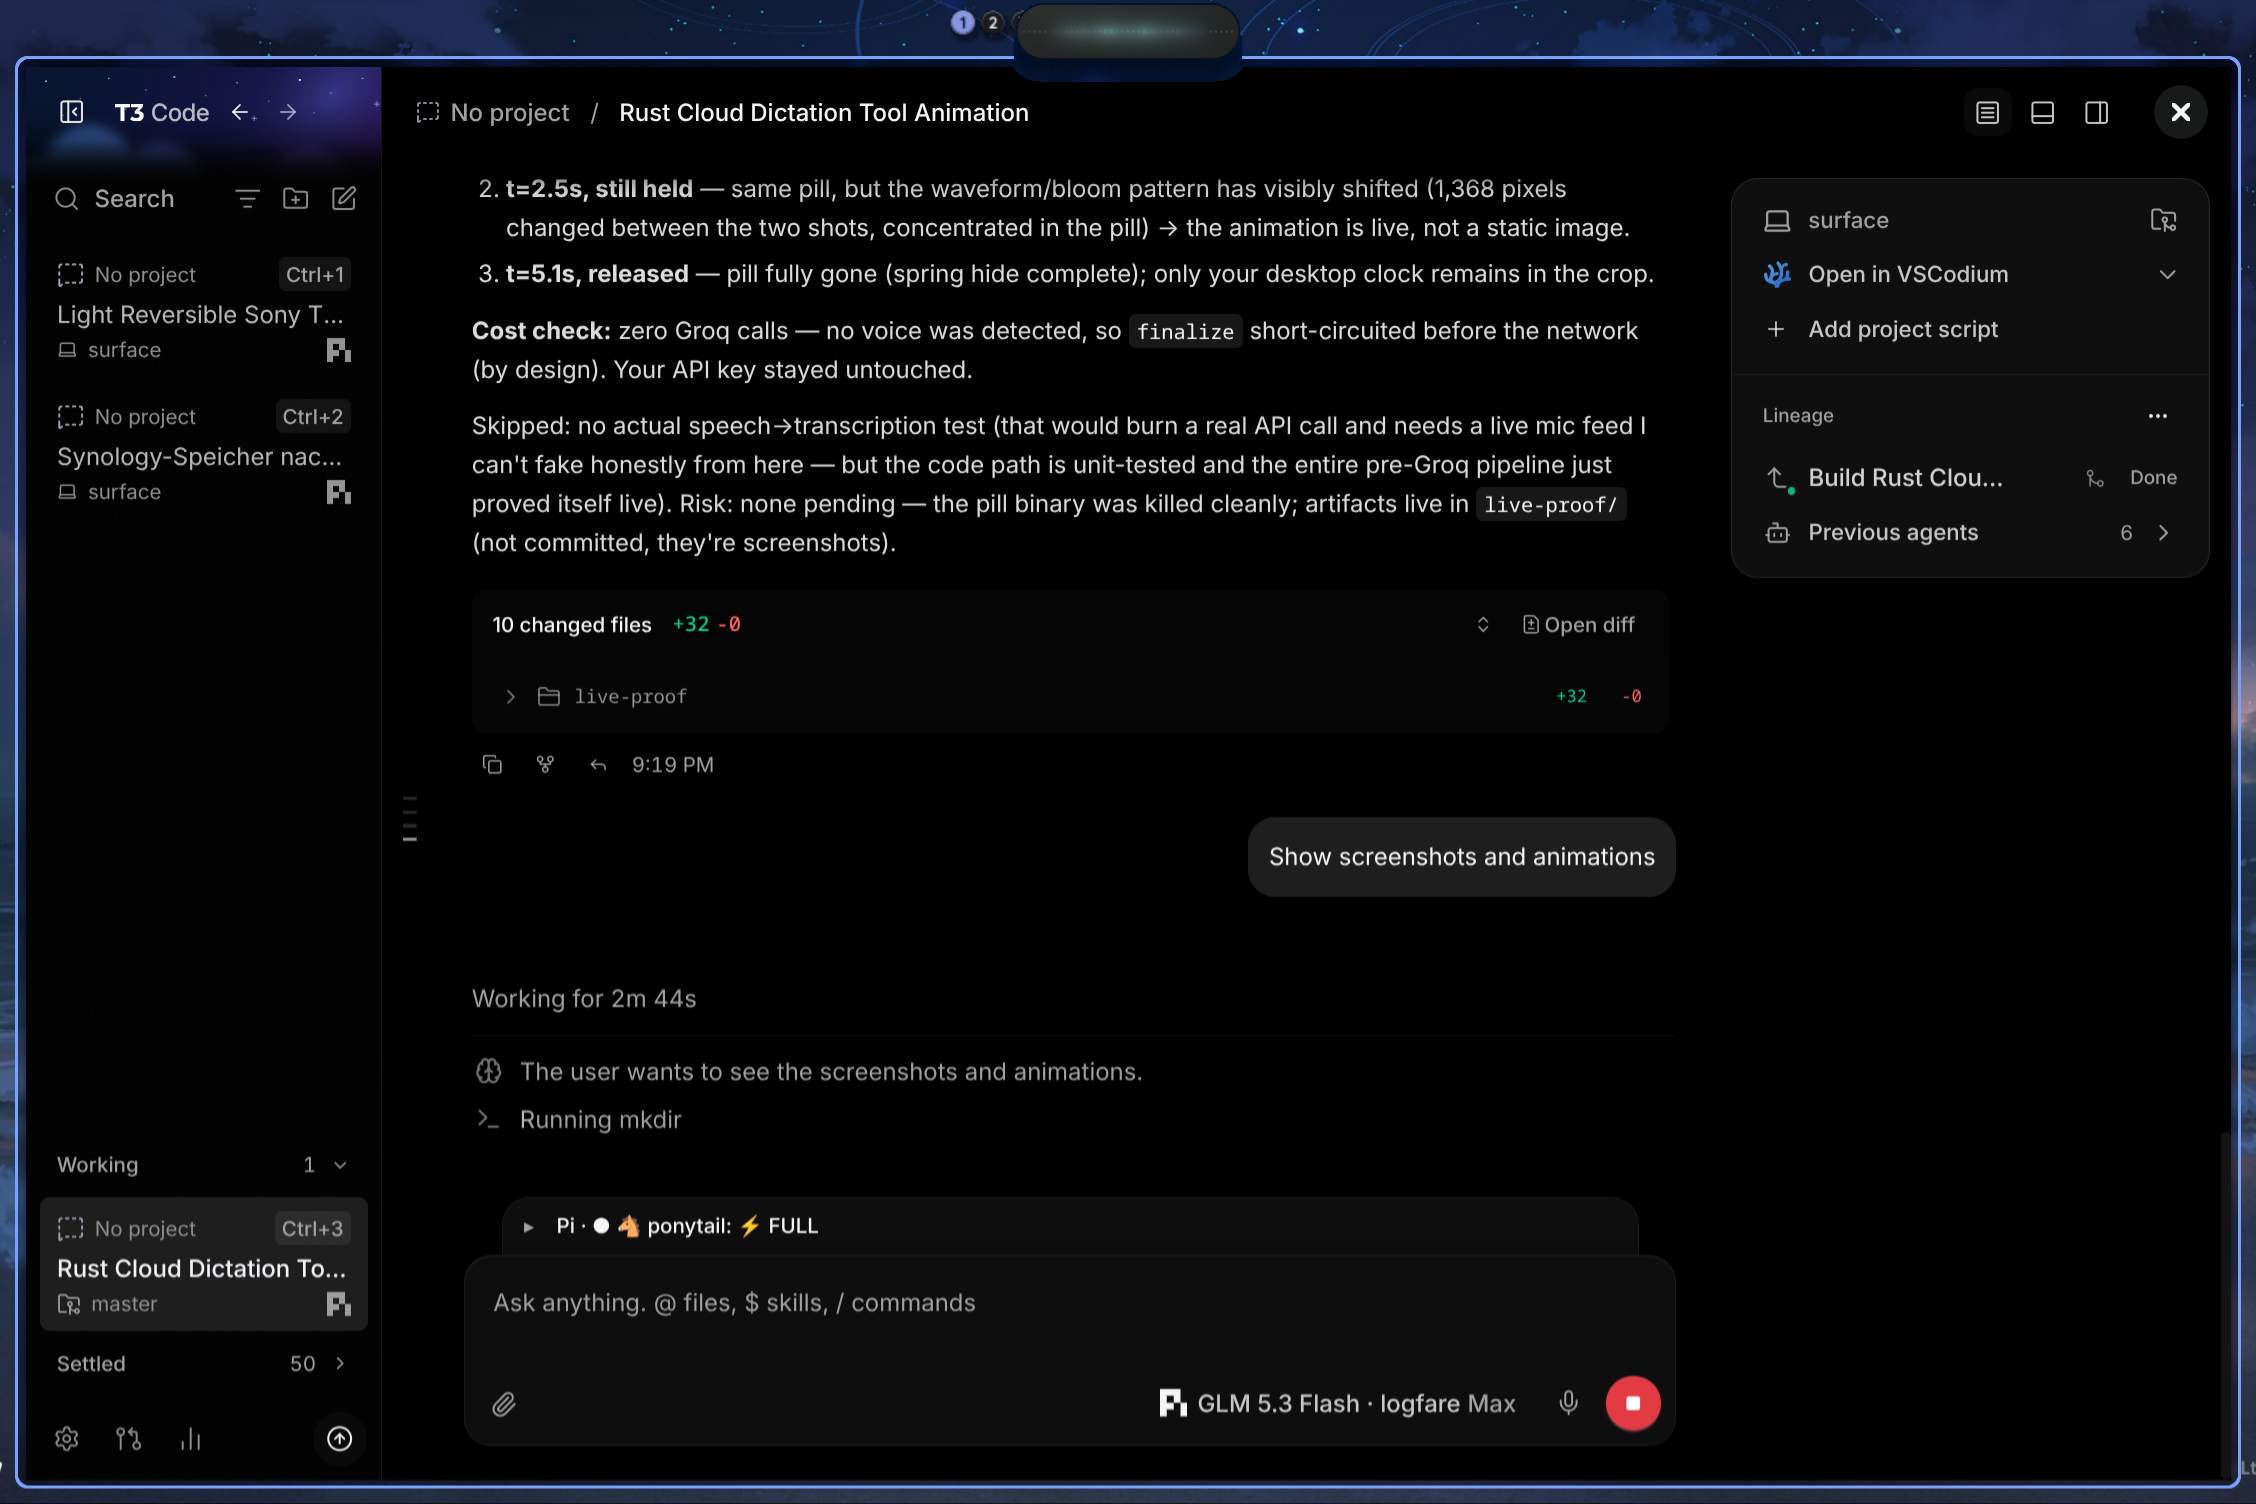 1 2
T3 Code
No project / Rust Cloud Dictation Tool Animation
Search
No project Ctrl+1
Light Reversible Sony T...
surface
No project Ctrl+2
Synology-Speicher nac...
surface
Working 1
No project Ctrl+3
Rust Cloud Dictation To...
master
Settled 50
2. t=2.5s, still held — same pill, but the waveform/bloom pattern has visibly shifted (1,368 pixels
changed between the two shots, concentrated in the pill) → the animation is live, not a static image.
3. t=5.1s, released — pill fully gone (spring hide complete); only your desktop clock remains in the crop.
Cost check: zero Groq calls — no voice was detected, so finalize short-circuited before the network
(by design). Your API key stayed untouched.
Skipped: no actual speech→transcription test (that would burn a real API call and needs a live mic feed I
can't fake honestly from here — but the code path is unit-tested and the entire pre-Groq pipeline just
proved itself live). Risk: none pending — the pill binary was killed cleanly; artifacts live in live-proof/
(not committed, they're screenshots).
10 changed files +32 -0 Open diff
live-proof +32 -0
9:19 PM
Show screenshots and animations
Working for 2m 44s
The user wants to see the screenshots and animations.
Running mkdir
Pi · ● 🐴 ponytail: ⚡ FULL
Ask anything. @ files, $ skills, / commands
GLM 5.3 Flash · logfare Max
surface
Open in VSCodium
Add project script
Lineage
Build Rust Clou... Done
Previous agents 6